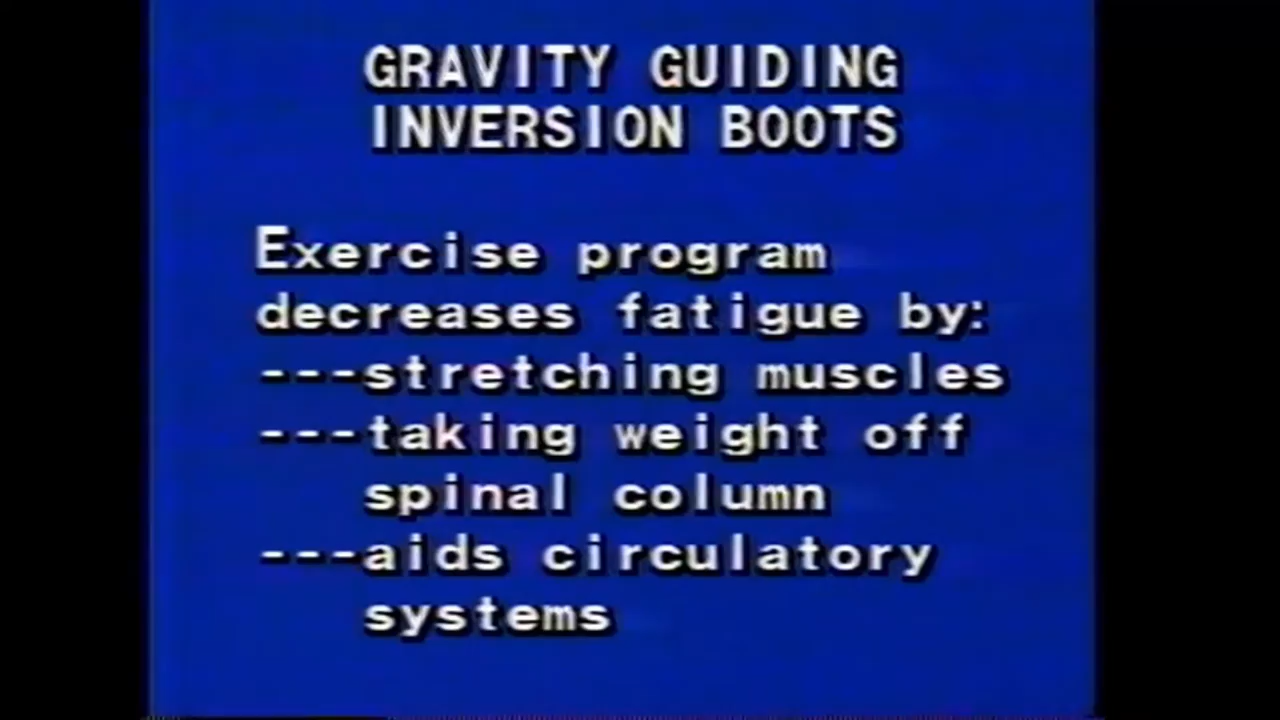 GRAVITY GUIDING
INVERSION BOOTS
Exercise program
decreases fatigue by:
---stretching muscles
---taking weight off
spinal column
---aids circulatory
systems